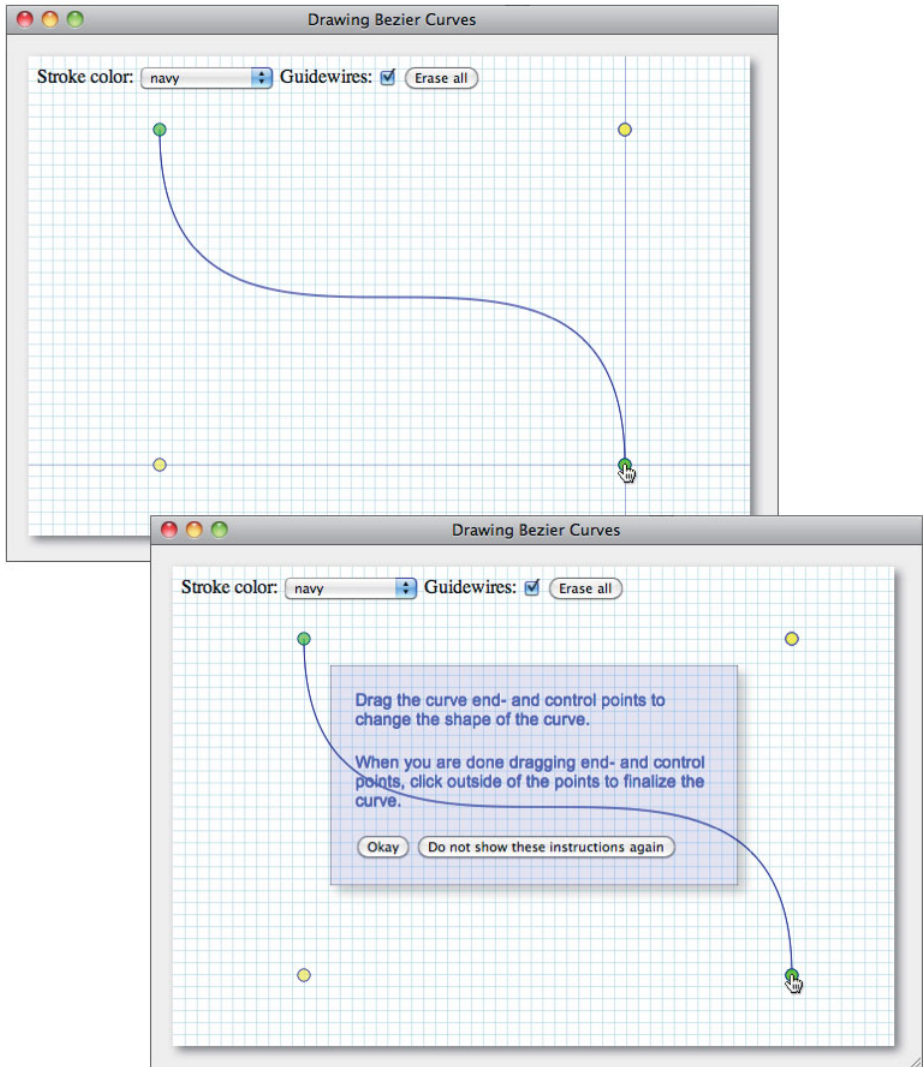 Drawing Bezier Curves
Stroke color: navy Guidewires: Erase all
Drawing Bezier Curves
Stroke color: navy Guidewires: Erase all
Drag the curve end- and control points to
change the shape of the curve.
When you are done dragging end- and control
points, click outside of the points to finalize the
curve.
Okay Do not show these instructions again